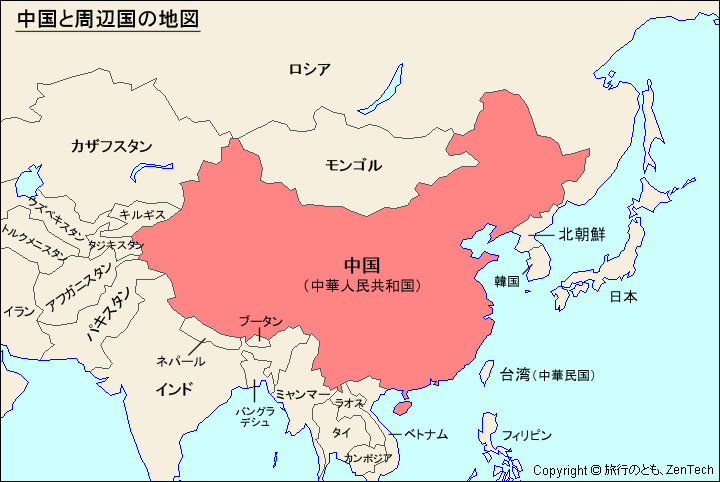 中国と周辺国の地図
ロシア
カザフスタン
モンゴル
ウズベキスタン
キルギス
トルクメニスタン
タジキスタン
北朝鮮
アフガニスタン
中国
(中華人民共和国)
韓国
日本
イラン
パキスタン
ブータン
ネパール
インド
台湾(中華民国)
ミャンマー
ラオス
バングラ
デシュ
タイ
ベトナム
フィリピン
カンボジア
Copyright © 旅行のとも、ZenTech